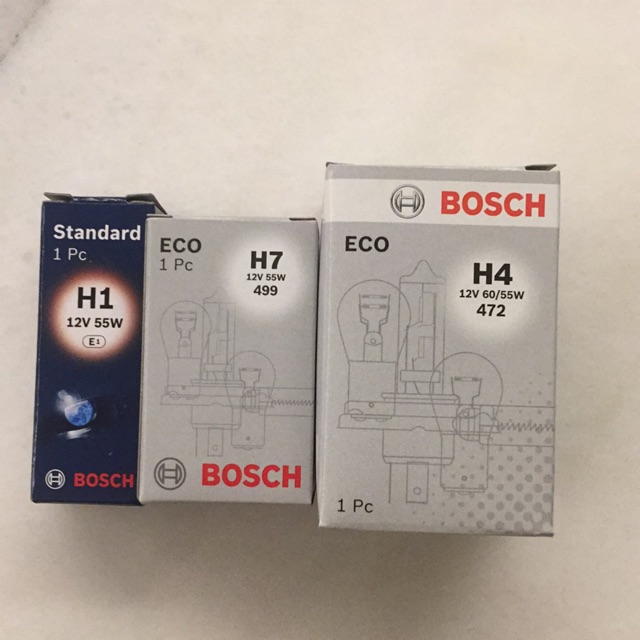 Standard
1 Pc
H1
12V 55W
E1
BOSCH
ECO
1 Pc
H7
12V 55W
499
BOSCH
BOSCH
ECO
H4
12V 60/55W
472
1 Pc